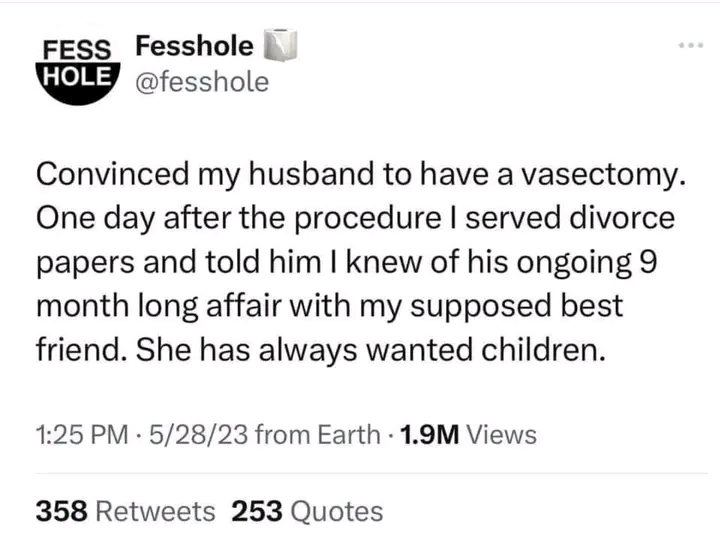 FESS
HOLE
Fesshole
@fesshole
Convinced my husband to have a vasectomy.
One day after the procedure I served divorce
papers and told him I knew of his ongoing 9
month long affair with my supposed best
friend. She has always wanted children.
1:25 PM · 5/28/23 from Earth · 1.9M Views
358 Retweets 253 Quotes